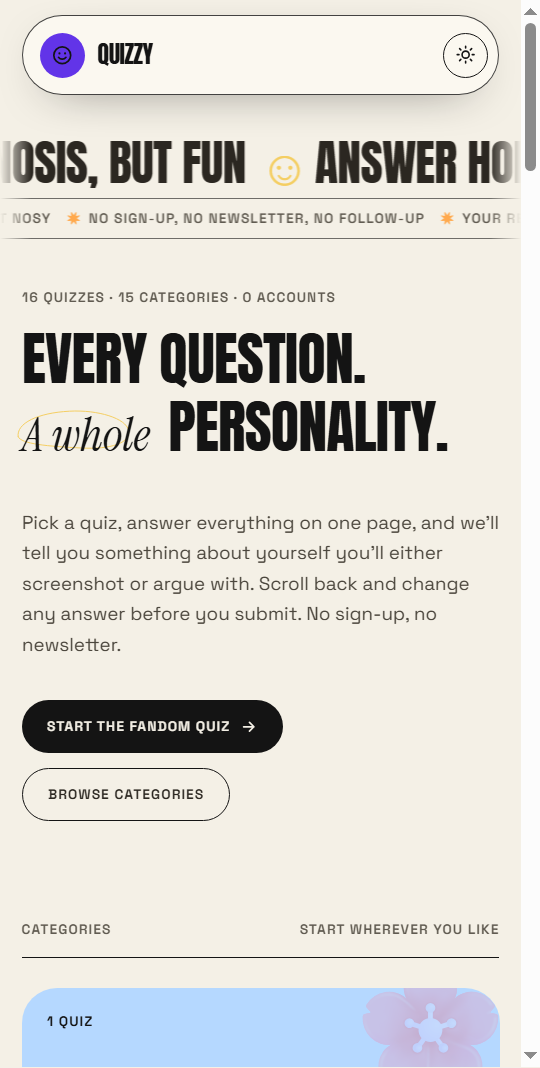 QUIZZY
OSIS, BUT FUN ANSWER HO
NOSY NO SIGN-UP, NO NEWSLETTER, NO FOLLOW-UP YOUR
16 QUIZZES · 15 CATEGORIES · 0 ACCOUNTS
EVERY QUESTION.
A whole PERSONALITY.
Pick a quiz, answer everything on one page, and we'll
tell you something about yourself you'll either
screenshot or argue with. Scroll back and change
any answer before you submit. No sign-up, no
newsletter.
START THE FANDOM QUIZ →
BROWSE CATEGORIES
CATEGORIES START WHEREVER YOU LIKE
1 QUIZ